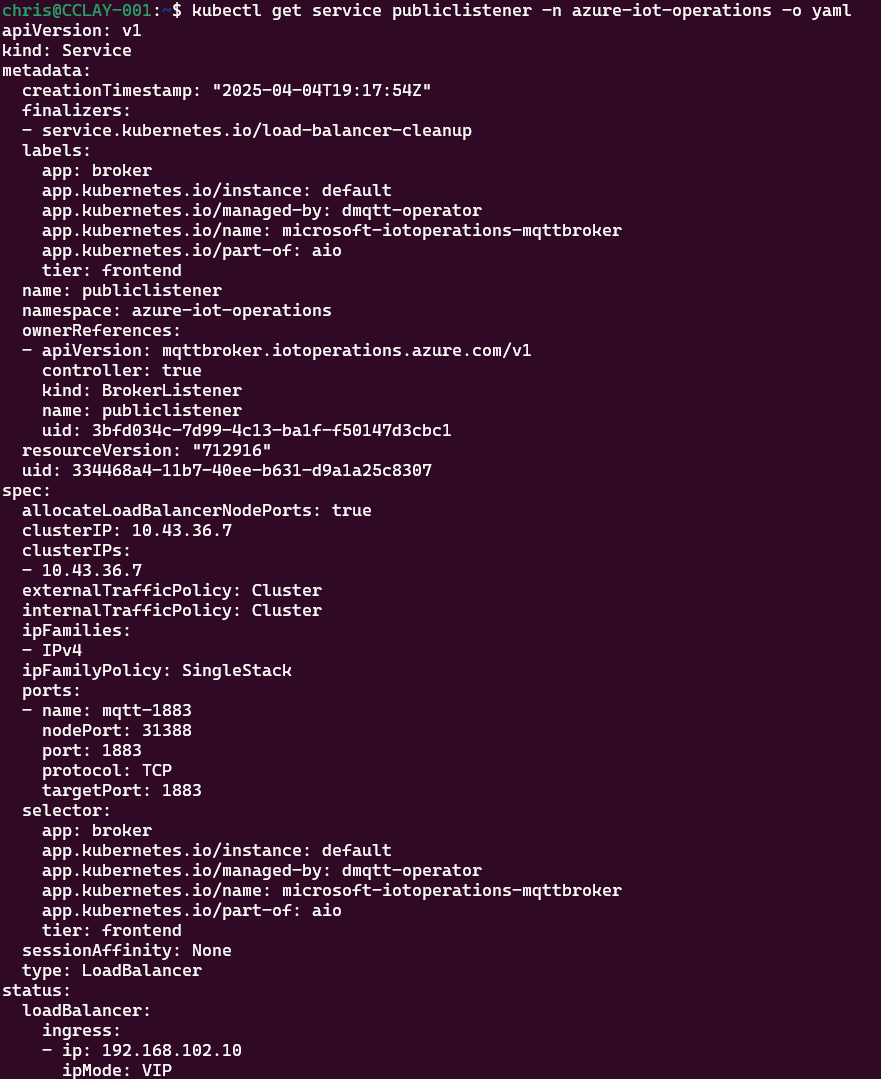 chris@CCLAY-001:~$ kubectl get service publiclistener -n azure-iot-operations -o yaml
apiVersion: v1
kind: Service
metadata:
  creationTimestamp: "2025-04-04T19:17:54Z"
  finalizers:
  - service.kubernetes.io/load-balancer-cleanup
  labels:
    app: broker
    app.kubernetes.io/instance: default
    app.kubernetes.io/managed-by: dmqtt-operator
    app.kubernetes.io/name: microsoft-iotoperations-mqttbroker
    app.kubernetes.io/part-of: aio
    tier: frontend
  name: publiclistener
  namespace: azure-iot-operations
  ownerReferences:
  - apiVersion: mqttbroker.iotoperations.azure.com/v1
    controller: true
    kind: BrokerListener
    name: publiclistener
    uid: 3bfd034c-7d99-4c13-ba1f-f50147d3cbc1
  resourceVersion: "712916"
  uid: 334468a4-11b7-40ee-b631-d9a1a25c8307
spec:
  allocateLoadBalancerNodePorts: true
  clusterIP: 10.43.36.7
  clusterIPs:
  - 10.43.36.7
  externalTrafficPolicy: Cluster
  internalTrafficPolicy: Cluster
  ipFamilies:
  - IPv4
  ipFamilyPolicy: SingleStack
  ports:
  - name: mqtt-1883
    nodePort: 31388
    port: 1883
    protocol: TCP
    targetPort: 1883
  selector:
    app: broker
    app.kubernetes.io/instance: default
    app.kubernetes.io/managed-by: dmqtt-operator
    app.kubernetes.io/name: microsoft-iotoperations-mqttbroker
    app.kubernetes.io/part-of: aio
    tier: frontend
  sessionAffinity: None
  type: LoadBalancer
status:
  loadBalancer:
    ingress:
    - ip: 192.168.102.10
      ipMode: VIP